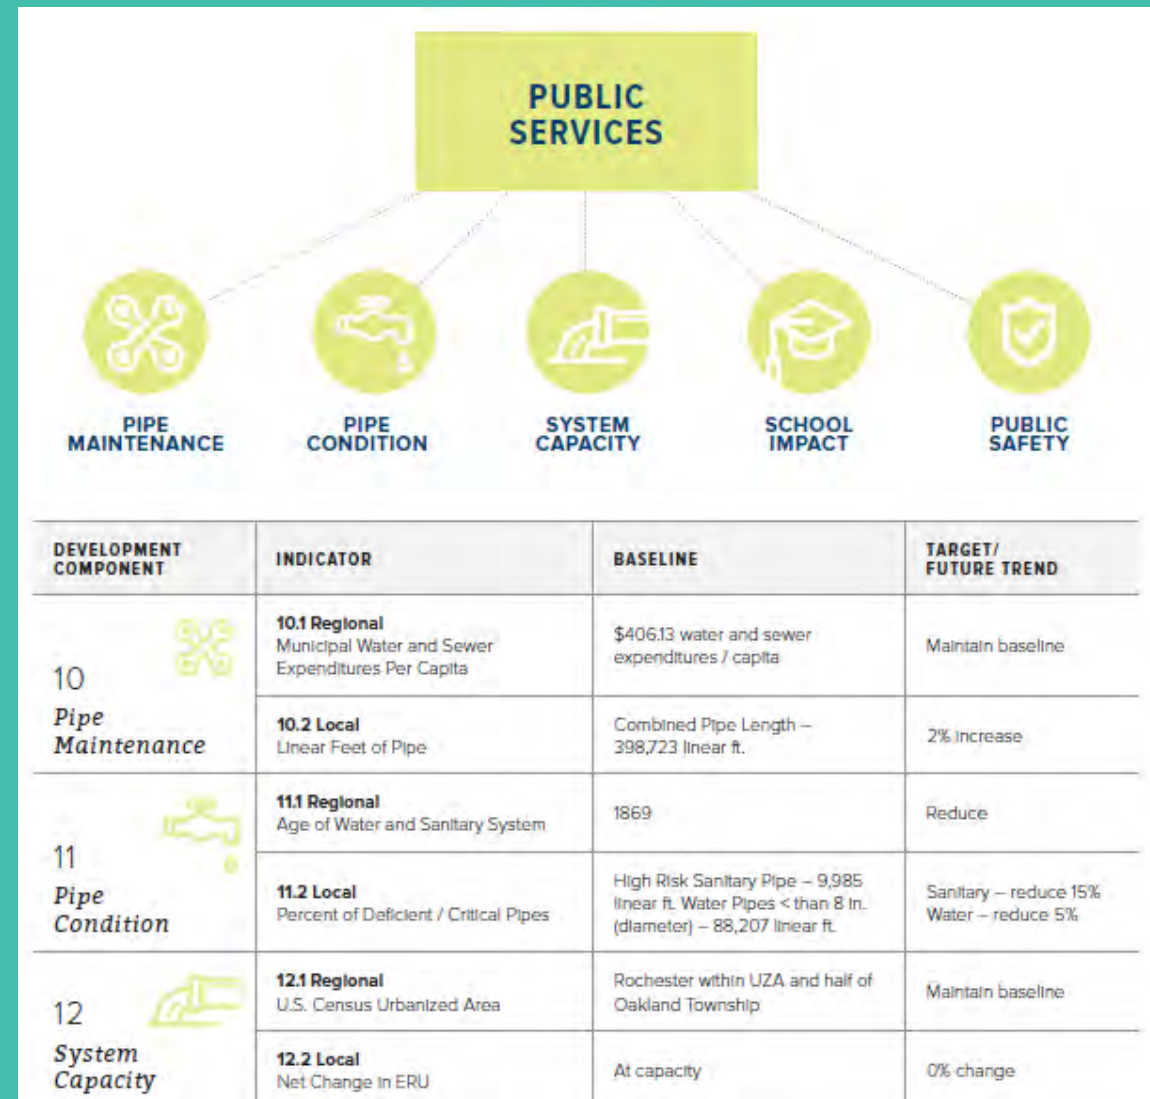 PUBLIC
SERVICES
PIPE
MAINTENANCE
PIPE
CONDITION
SYSTEM
CAPACITY
SCHOOL
IMPACT
PUBLIC
SAFETY
DEVELOPMENT
COMPONENT
INDICATOR
BASELINE
TARGET/
FUTURE TREND
10
Pipe
Maintenance
10.1 Regional
Municipal Water and Sewer
Expenditures Per Capita
$406.13 water and sewer
expenditures / capita
Maintain baseline
10.2 Local
Linear Feet of Pipe
Combined Pipe Length –
398,723 linear ft.
2% increase
11
Pipe
Condition
11.1 Regional
Age of Water and Sanitary System
1869
Reduce
11.2 Local
Percent of Deficient / Critical Pipes
High Risk Sanitary Pipe – 9,985
linear ft. Water Pipes < than 8 in.
(diameter) – 88,207 linear ft.
Sanitary – reduce 15%
Water – reduce 5%
12
System
Capacity
12.1 Regional
U.S. Census Urbanized Area
Rochester within UZA and half of
Oakland Township
Maintain baseline
12.2 Local
Net Change in ERU
At capacity
0% change